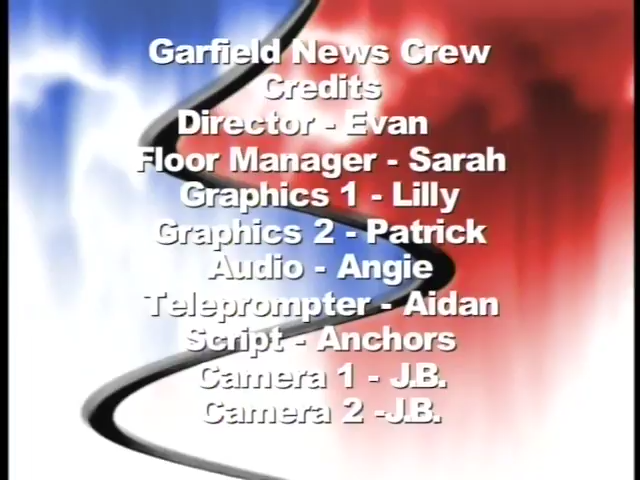 Garfield News Crew
Credits
Director - Evan
Floor Manager - Sarah
Graphics 1 - Lilly
Graphics 2 - Patrick
Audio - Angie
Teleprompter - Aidan
Script - Anchors
Camera 1 - J.B.
Camera 2 -J.B.